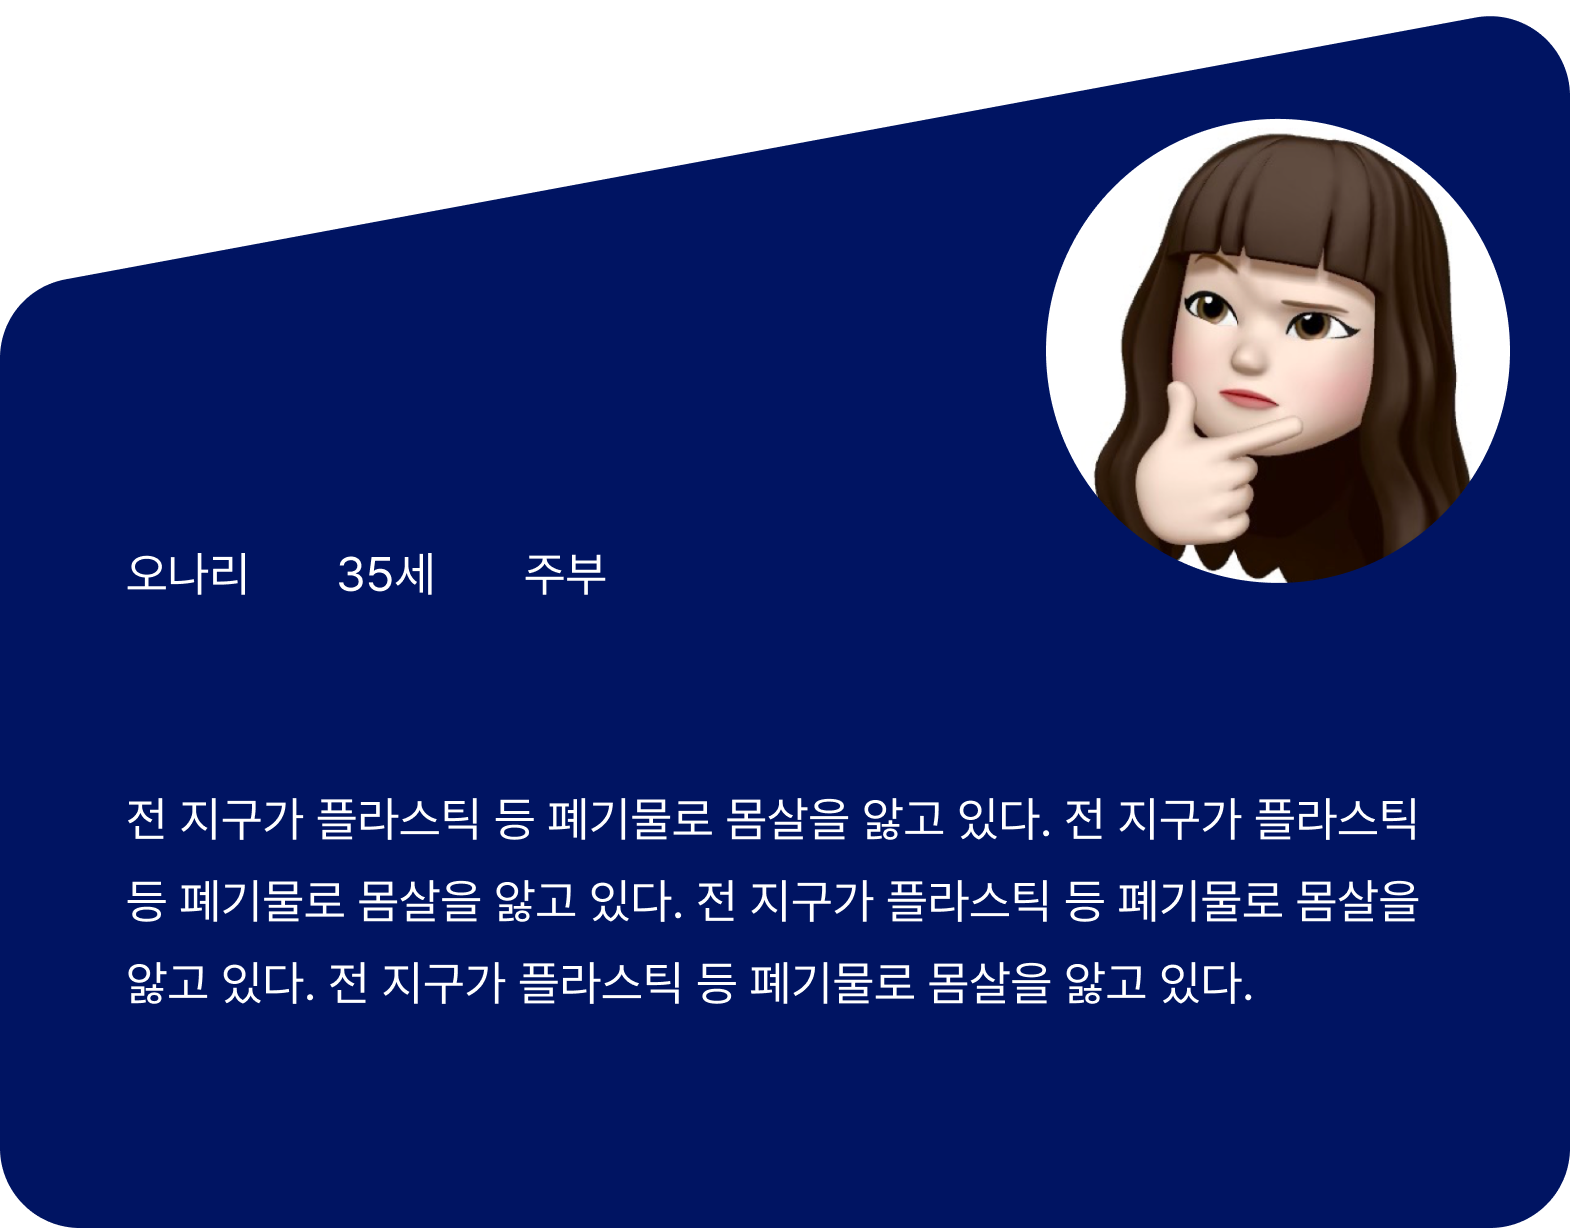 오나리 35세 주부
전 지구가 플라스틱 등 폐기물로 몸살을 앓고 있다. 전 지구가 플라스틱
등 폐기물로 몸살을 앓고 있다. 전 지구가 플라스틱 등 폐기물로 몸살을
앓고 있다. 전 지구가 플라스틱 등 폐기물로 몸살을 앓고 있다.